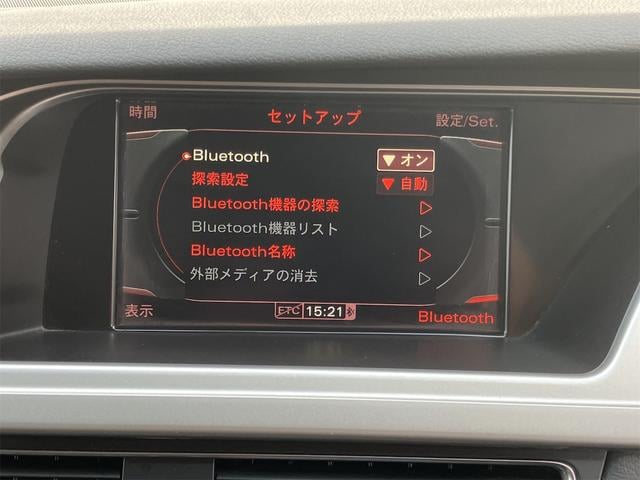 時間 セットアップ 設定/Set.
Bluetooth ▼ オン
探索設定 ▼ 自動
Bluetooth機器の探索
Bluetooth機器リスト
Bluetooth名称
外部メディアの消去
表示 ETC 15:21 Bluetooth